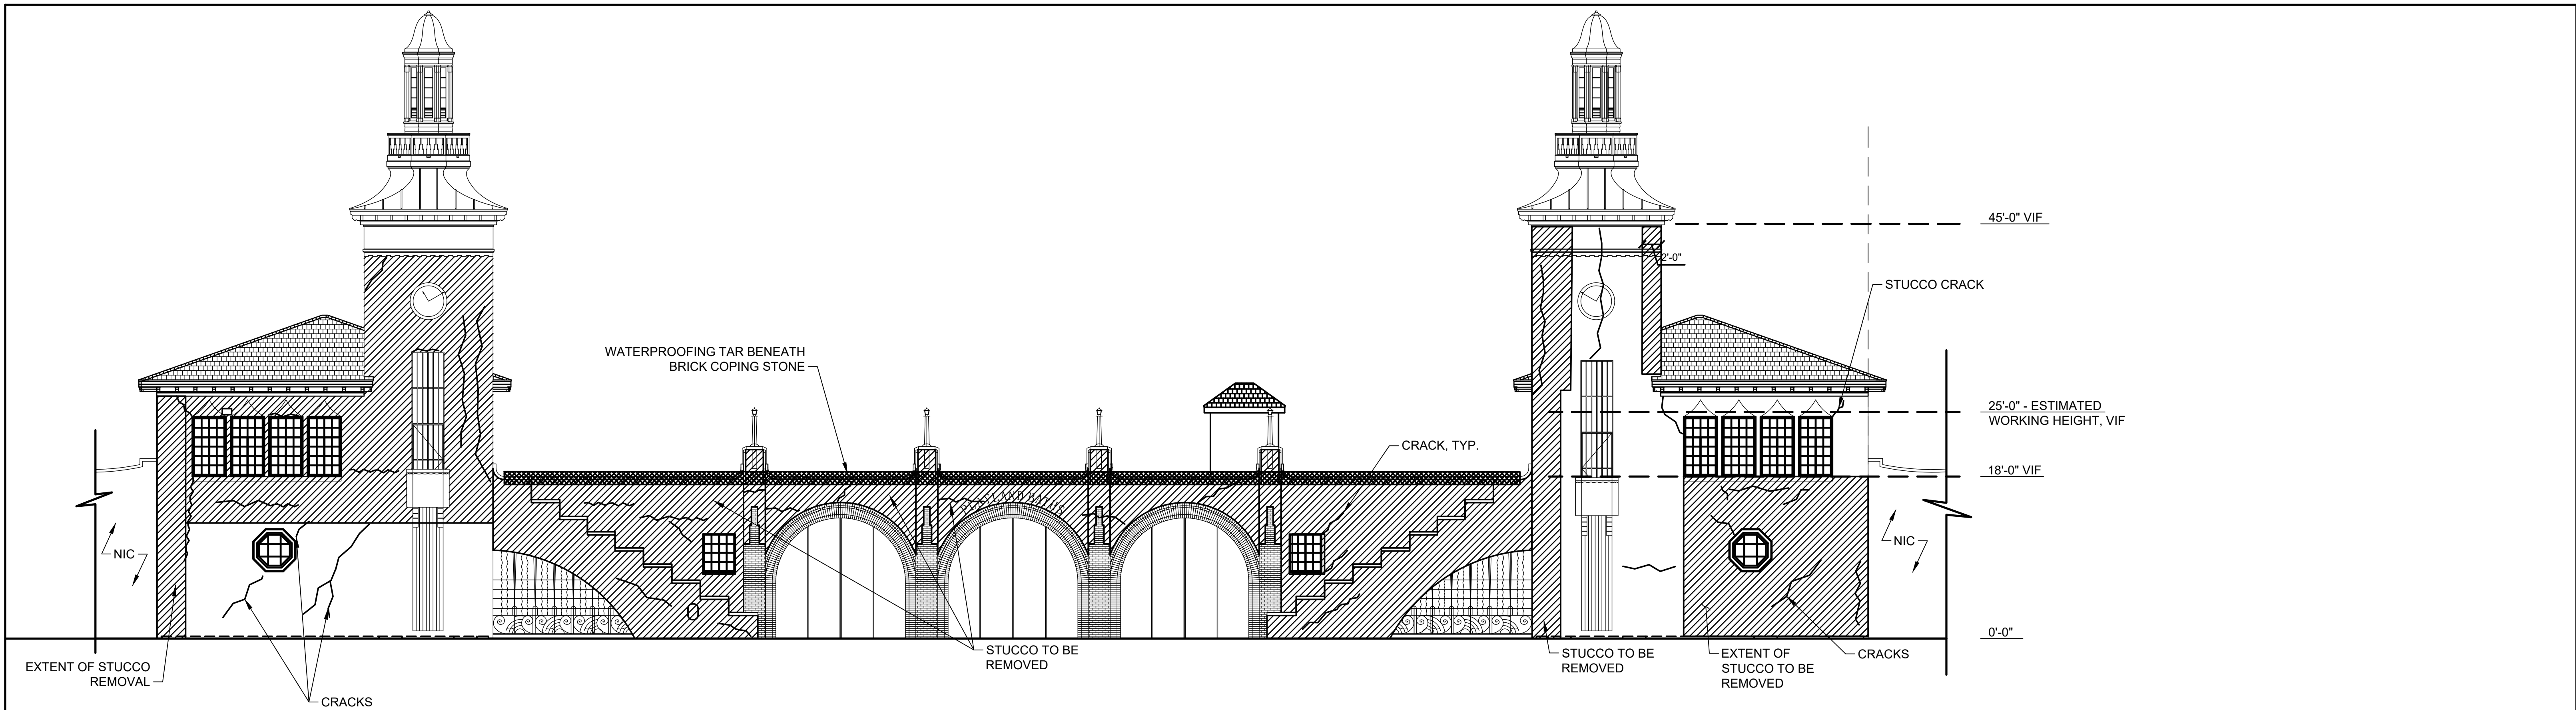 45'-0" VIF
2'-0"
STUCCO CRACK
WATERPROOFING TAR BENEATH
BRICK COPING STONE
25'-0" - ESTIMATED
WORKING HEIGHT, VIF
CRACK, TYP.
18'-0" VIF
PLAYLAND BATHS
NIC
NIC
0'-0"
EXTENT OF STUCCO
REMOVAL
CRACKS
STUCCO TO BE
REMOVED
STUCCO TO BE
REMOVED
EXTENT OF
STUCCO TO BE
REMOVED
CRACKS